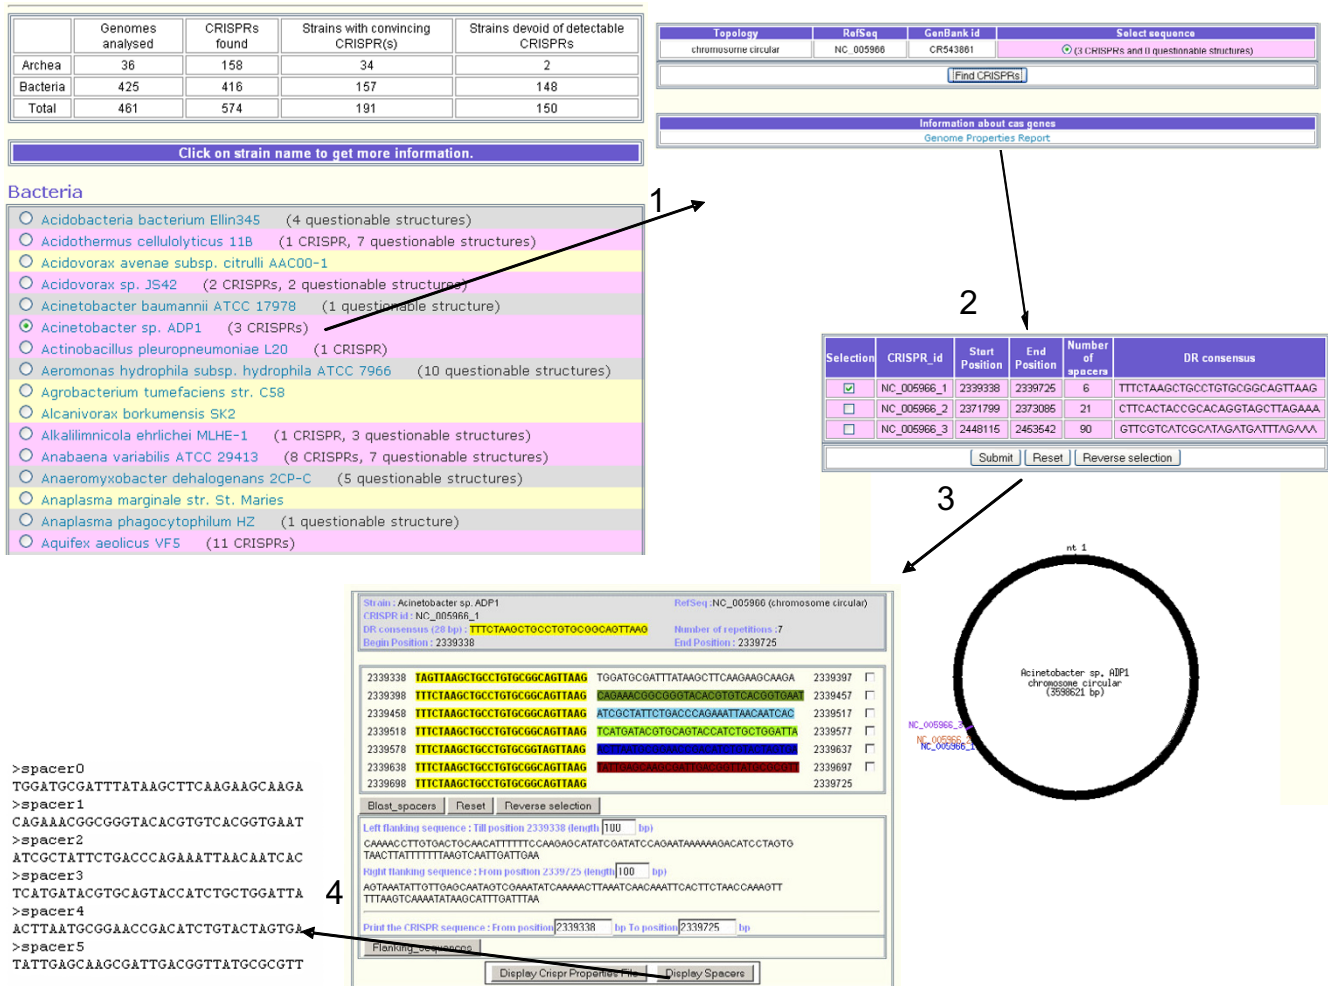 Genomes analysed CRISPRs found Strains with convincing CRISPR(s) Strains devoid of detectable CRISPRs
Archea 36 158 34 2
Bacteria 425 416 157 148
Total 461 574 191 150
Click on strain name to get more information.
Bacteria
Acidobacteria bacterium Ellin345 (4 questionable structures)
Acidothermus cellulolyticus 11B (1 CRISPR, 7 questionable structures)
Acidovorax avenae subsp. citrulli AAC00-1
Acidovorax sp. JS42 (2 CRISPRs, 2 questionable structures)
Acinetobacter baumannii ATCC 17978 (1 questionable structure)
Acinetobacter sp. ADP1 (3 CRISPRs)
Actinobacillus pleuropneumoniae L20 (1 CRISPR)
Aeromonas hydrophila subsp. hydrophila ATCC 7966 (10 questionable structures)
Agrobacterium tumefaciens str. C58
Alcanivorax borkumensis SK2
Alkalilimnicola ehrlichei MLHE-1 (1 CRISPR, 3 questionable structures)
Anabaena variabilis ATCC 29413 (8 CRISPRs, 7 questionable structures)
Anaeromyxobacter dehalogenans 2CP-C (5 questionable structures)
Anaplasma marginale str. St. Maries
Anaplasma phagocytophilum HZ (1 questionable structure)
Aquifex aeolicus VF5 (11 CRISPRs)
1
Topology RefSeq GenBank id Select sequence
chromosome circular NC_005966 CR543861 (3 CRISPRs and 0 questionable structures)
Find CRISPRs
Information about cas genes
Genome Properties Report
2
Selection CRISPR_id Start Position End Position Number of spacers DR consensus
NC_005966_1 2339338 2339725 6 TTTCTAAGCTGCCTGTGCGGCAGTTAAG
NC_005966_2 2371799 2373085 21 CTTCACTACCGCACAGGTAGCTTAGAAA
NC_005966_3 2448115 2453542 90 GTTCGTCATCGCATAGATGATTTAGAAA
Submit Reset Reverse selection
3
nt 1
Acinetobacter sp. ADP1
chromosome circular
(3598621 bp)
NC_005966_3
NC_005966_2
NC_005966_1
Strain : Acinetobacter sp. ADP1 RefSeq :NC_005966 (chromosome circular)
CRISPR id : NC_005966_1
DR consensus (28 bp) : TTTCTAAGCTGCCTGTGCGGCAGTTAAG Number of repetitions :7
Begin Position : 2339338 End Position : 2339725
2339338 TAGTTAAGCTGCCTGTGCGGCAGTTAAG TGGATGCGATTTATAAGCTTCAAGAAGCAAGA 2339397
2339398 TTTCTAAGCTGCCTGTGCGGCAGTTAAG CAGAAACGGCGGGTACACGTGTCACGGTGAAT 2339457
2339458 TTTCTAAGCTGCCTGTGCGGCAGTTAAG ATCGCTATTCTGACCCAGAAATTAACAATCAC 2339517
2339518 TTTCTAAGCTGCCTGTGCGGCAGTTAAG TCATGATACGTGCAGTACCATCTGCTGGATTA 2339577
2339578 TTTCTAAGCTGCCTGTGCGGTAGTTAAG ACTTAATGCGGAACCGACATCTGTACTAGTGA 2339637
2339638 TTTCTAAGCTGCCTGTGCGGCAGTTAAG TATTGAGCAAGCGATTGACGGTTATGCGCGTT 2339697
2339698 TTTCTAAGCTGCCTGTGCGGCAGTTAAG 2339725
Blast_spacers Reset Reverse selection
Left flanking sequence : Till position 2339338 (length 100 bp)
CAAAACCTTGTGACTGCAACATTTTTTCCAAGAGCATATCGATATCCAGAATAAAAAAGACATCCTAGTG
TAACTTATTTTTTTAAGTCAATTGATTGAA
Right flanking sequence : From position 2339725 (length 100 bp)
AGTAAATATTGTTGAGCAATAGTCGAAATATCAAAAACTTAAATCAACAAATTCACTTCTAACCAAAGTT
TTTAAGTCAAAATATAAGCATTTGATTTAA
Print the CRISPR sequence : From position 2339338 bp To position 2339725 bp
Flanking_sequences
Display Crispr Properties File Display Spacers
4
>spacer0
TGGATGCGATTTATAAGCTTCAAGAAGCAAGA
>spacer1
CAGAAACGGCGGGTACACGTGTCACGGTGAAT
>spacer2
ATCGCTATTCTGACCCAGAAATTAACAATCAC
>spacer3
TCATGATACGTGCAGTACCATCTGCTGGATTA
>spacer4
ACTTAATGCGGAACCGACATCTGTACTAGTGA
>spacer5
TATTGAGCAAGCGATTGACGGTTATGCGCGTT